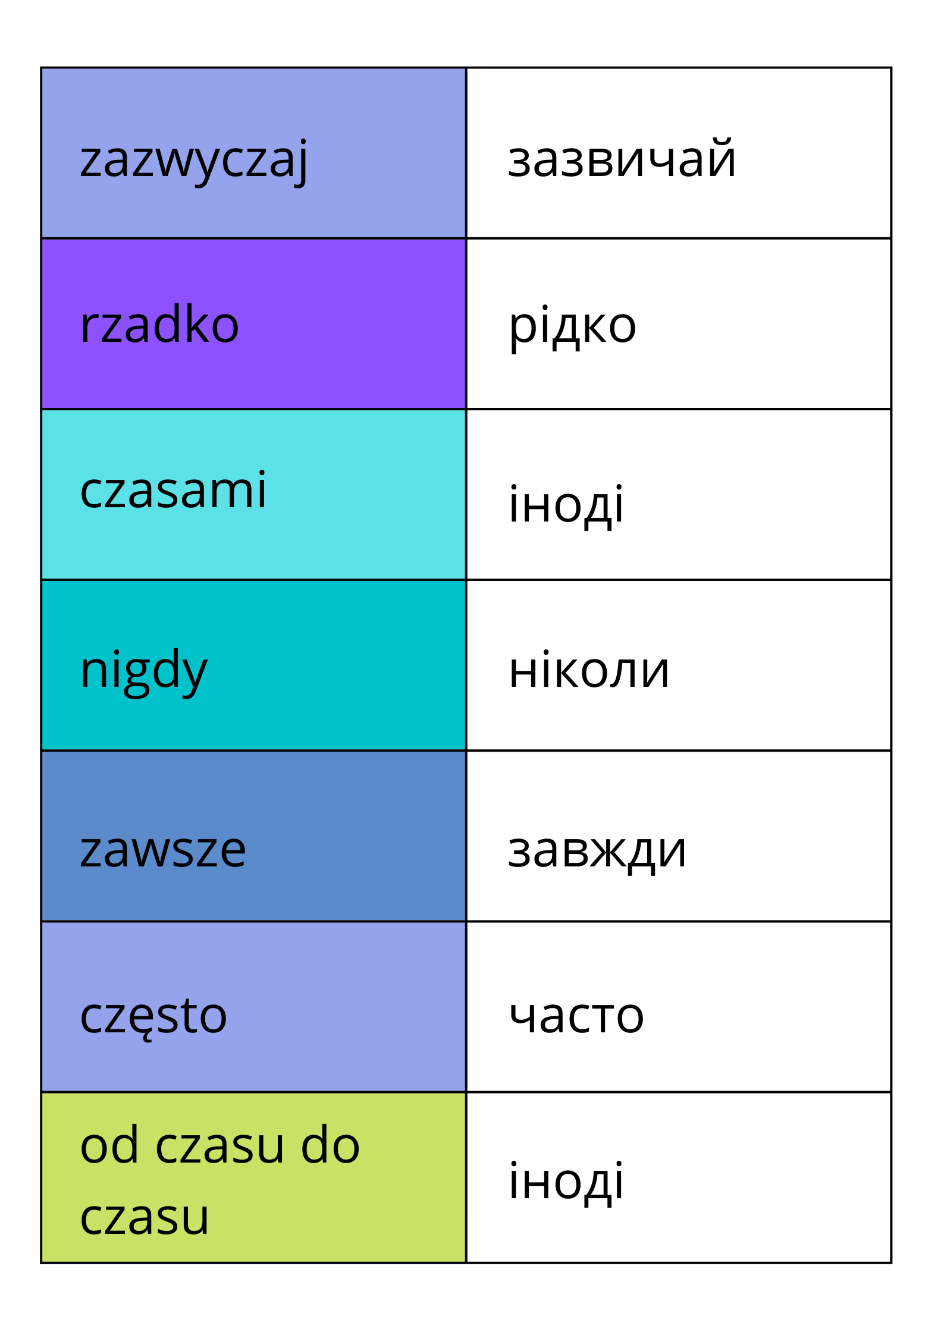 zazwyczaj
зазвичай
rzadko
рідко
czasami
іноді
nigdy
ніколи
zawsze
завжди
często
часто
od czasu do
czasu
іноді